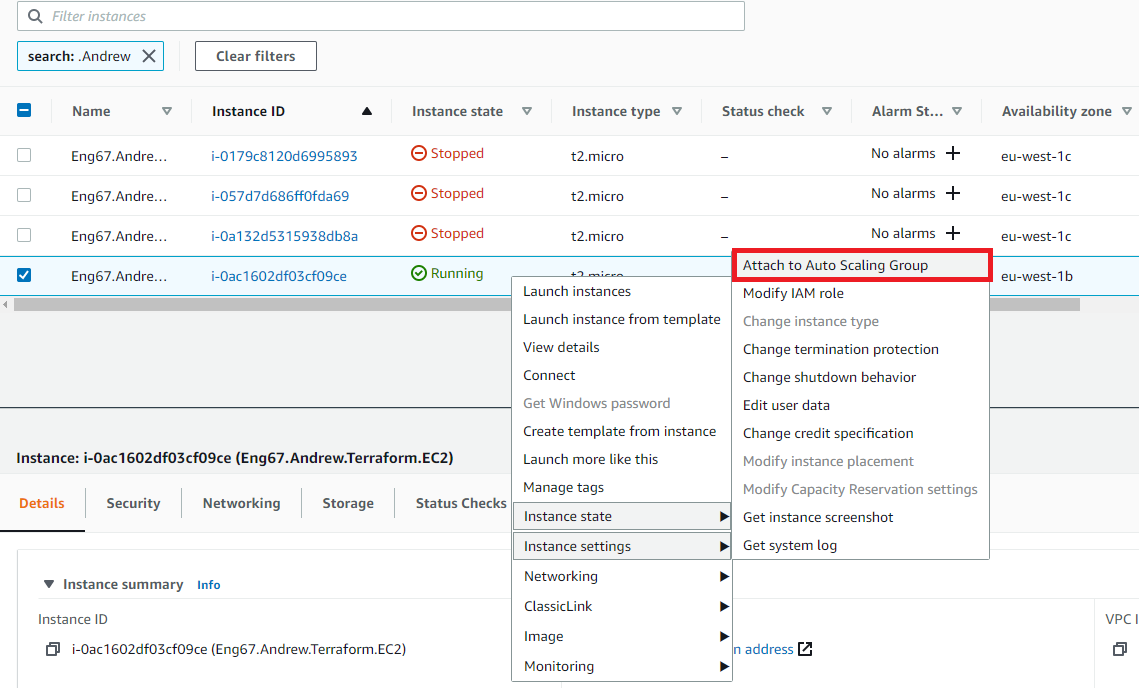 Filter instances
search: .Andrew
Clear filters
Name Instance ID Instance state Instance type Status check Alarm St... Availability zone
Eng67.Andre... i-0179c8120d6995893 Stopped t2.micro – No alarms + eu-west-1c
Eng67.Andre... i-057d7d686ff0fda69 Stopped t2.micro – No alarms + eu-west-1c
Eng67.Andre... i-0a132d5315938db8a Stopped t2.micro – No alarms + eu-west-1c
Eng67.Andre... i-0ac1602df03cf09ce Running t2.micro eu-west-1b
Launch instances
Launch instance from template
View details
Connect
Get Windows password
Create template from instance
Launch more like this
Manage tags
Instance state
Instance settings
Networking
ClassicLink
Image
Monitoring
Attach to Auto Scaling Group
Modify IAM role
Change instance type
Change termination protection
Change shutdown behavior
Edit user data
Change credit specification
Modify instance placement
Modify Capacity Reservation settings
Get instance screenshot
Get system log
Instance: i-0ac1602df03cf09ce (Eng67.Andrew.Terraform.EC2)
Details Security Networking Storage Status Checks
Instance summary Info
Instance ID
i-0ac1602df03cf09ce (Eng67.Andrew.Terraform.EC2)
n address
VPC I